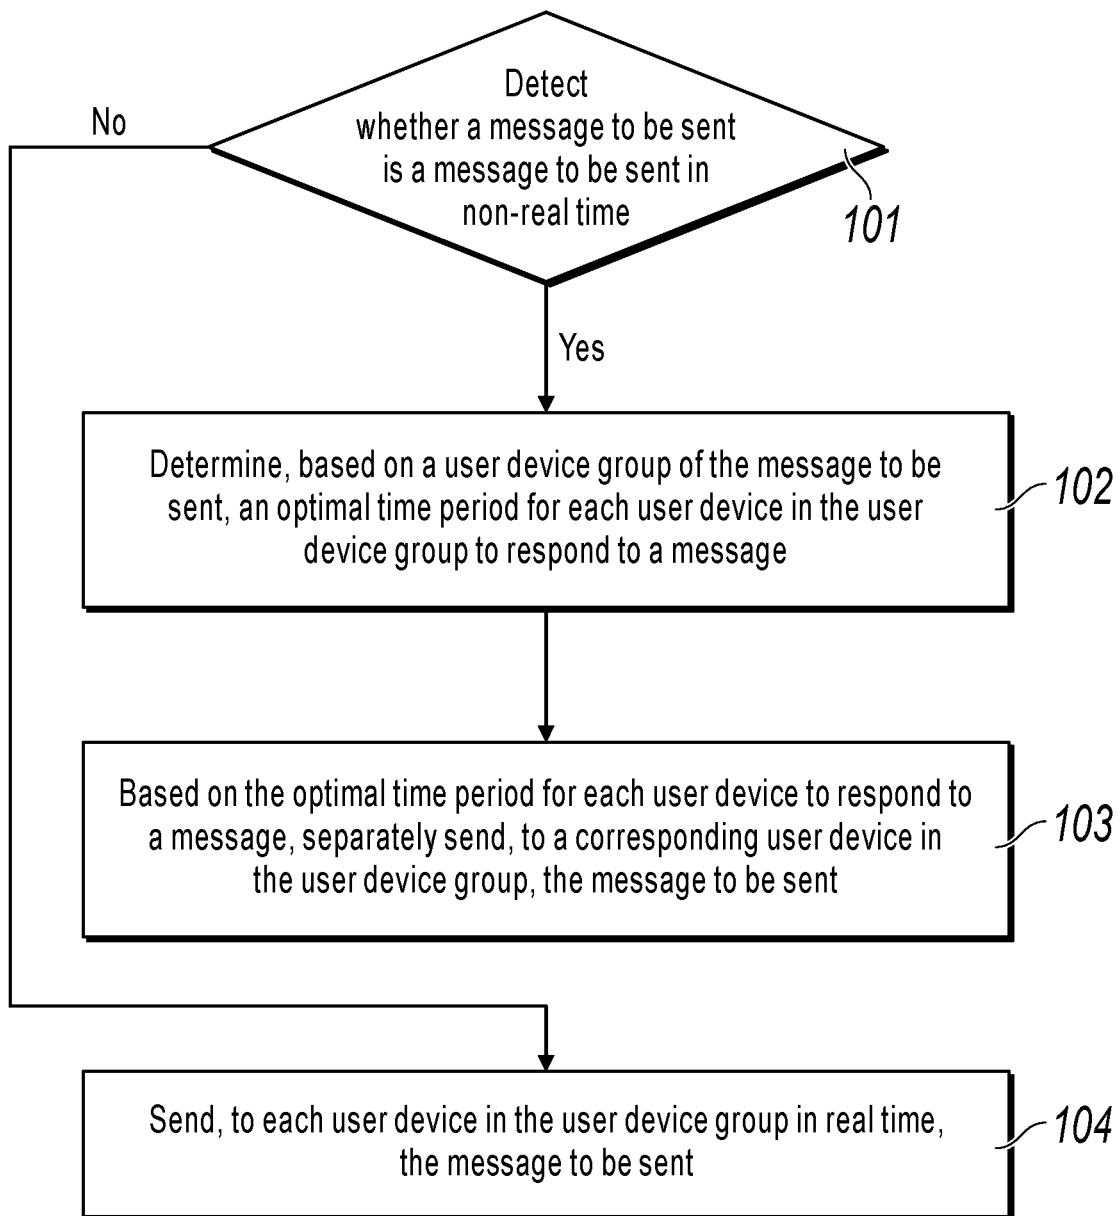 Detect
whether a message to be sent
is a message to be sent in
non-real time
No
101
Yes
Determine, based on a user device group of the message to be
sent, an optimal time period for each user device in the user
device group to respond to a message
102
Based on the optimal time period for each user device to respond to
a message, separately send, to a corresponding user device in
the user device group, the message to be sent
103
Send, to each user device in the user device group in real time,
the message to be sent
104